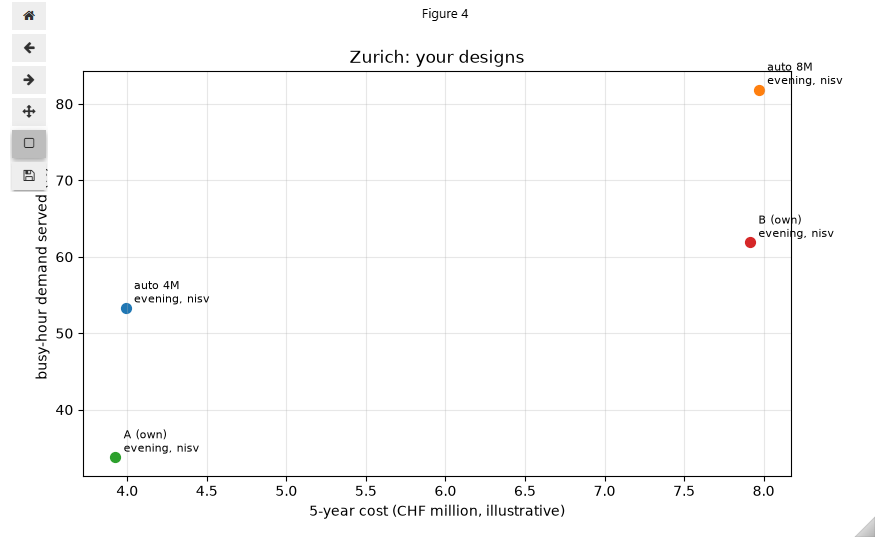 Figure 4
Zurich: your designs
auto 8M
evening, nisv
B (own)
evening, nisv
auto 4M
evening, nisv
A (own)
evening, nisv
busy-hour demand served
80
70
60
50
40
4.0 4.5 5.0 5.5 6.0 6.5 7.0 7.5 8.0
5-year cost (CHF million, illustrative)